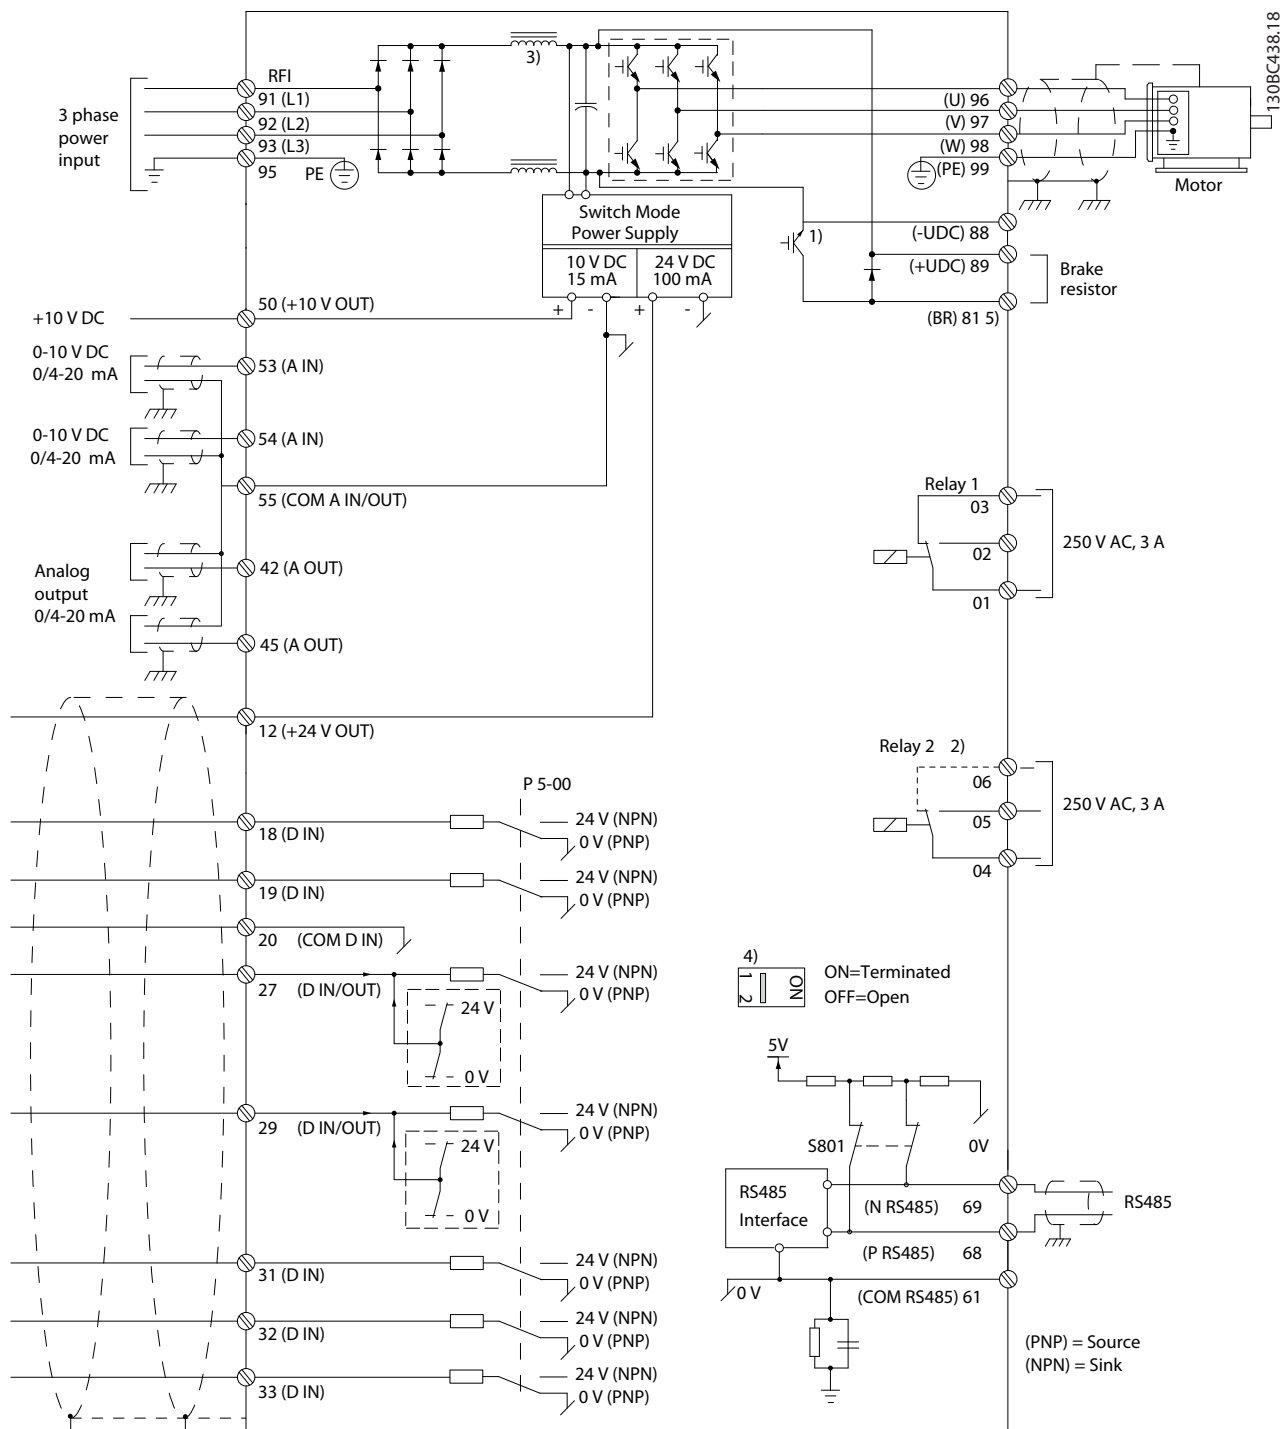 130BC438.18
3 phase
power
input
RFI
91 (L1)
92 (L2)
93 (L3)
95
PE
3)
(U) 96
(V) 97
(W) 98
(PE) 99
Motor
Switch Mode
Power Supply
10 V DC
15 mA
24 V DC
100 mA
+ - + -
1)
(-UDC) 88
(+UDC) 89
(BR) 81 5)
Brake
resistor
+10 V DC
50 (+10 V OUT)
0-10 V DC
0/4-20 mA
53 (A IN)
0-10 V DC
0/4-20 mA
54 (A IN)
55 (COM A IN/OUT)
Analog
output
0/4-20 mA
42 (A OUT)
45 (A OUT)
12 (+24 V OUT)
Relay 1
03
02
01
250 V AC, 3 A
Relay 2 2)
06
05
04
250 V AC, 3 A
P 5-00
18 (D IN)
24 V (NPN)
0 V (PNP)
19 (D IN)
24 V (NPN)
0 V (PNP)
20 (COM D IN)
27 (D IN/OUT)
24 V (NPN)
0 V (PNP)
24 V
0 V
29 (D IN/OUT)
24 V (NPN)
0 V (PNP)
24 V
0 V
31 (D IN)
24 V (NPN)
0 V (PNP)
32 (D IN)
24 V (NPN)
0 V (PNP)
33 (D IN)
24 V (NPN)
0 V (PNP)
4)
1 2 ON
ON=Terminated
OFF=Open
5V
S801
0V
RS485
Interface
(N RS485) 69
RS485
(P RS485) 68
0 V
(COM RS485) 61
(PNP) = Source
(NPN) = Sink